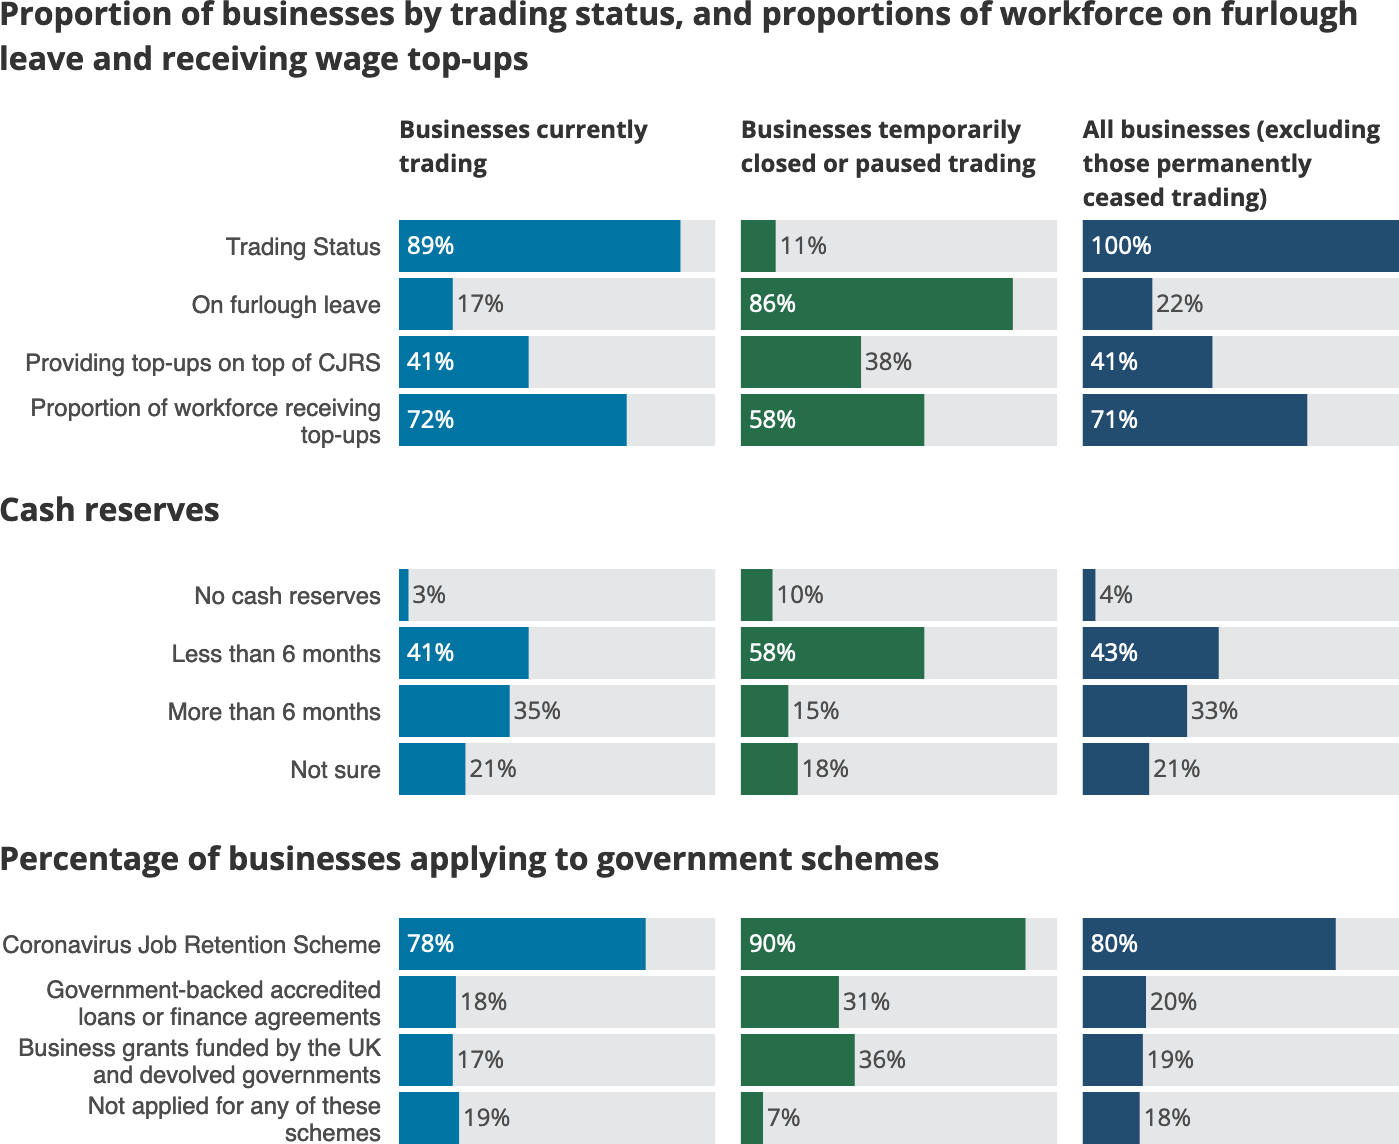 Proportion of businesses by trading status, and proportions of workforce on furlough
leave and receiving wage top-ups
Businesses currently
trading
Businesses temporarily
closed or paused trading
All businesses (excluding
those permanently
ceased trading)
Trading Status 89% 11% 100%
On furlough leave 17% 86% 22%
Providing top-ups on top of CJRS 41% 38% 41%
Proportion of workforce receiving
top-ups 72% 58% 71%
Cash reserves
No cash reserves 3% 10% 4%
Less than 6 months 41% 58% 43%
More than 6 months 35% 15% 33%
Not sure 21% 18% 21%
Percentage of businesses applying to government schemes
Coronavirus Job Retention Scheme 78% 90% 80%
Government-backed accredited
loans or finance agreements 18% 31% 20%
Business grants funded by the UK
and devolved governments 17% 36% 19%
Not applied for any of these
schemes 19% 7% 18%